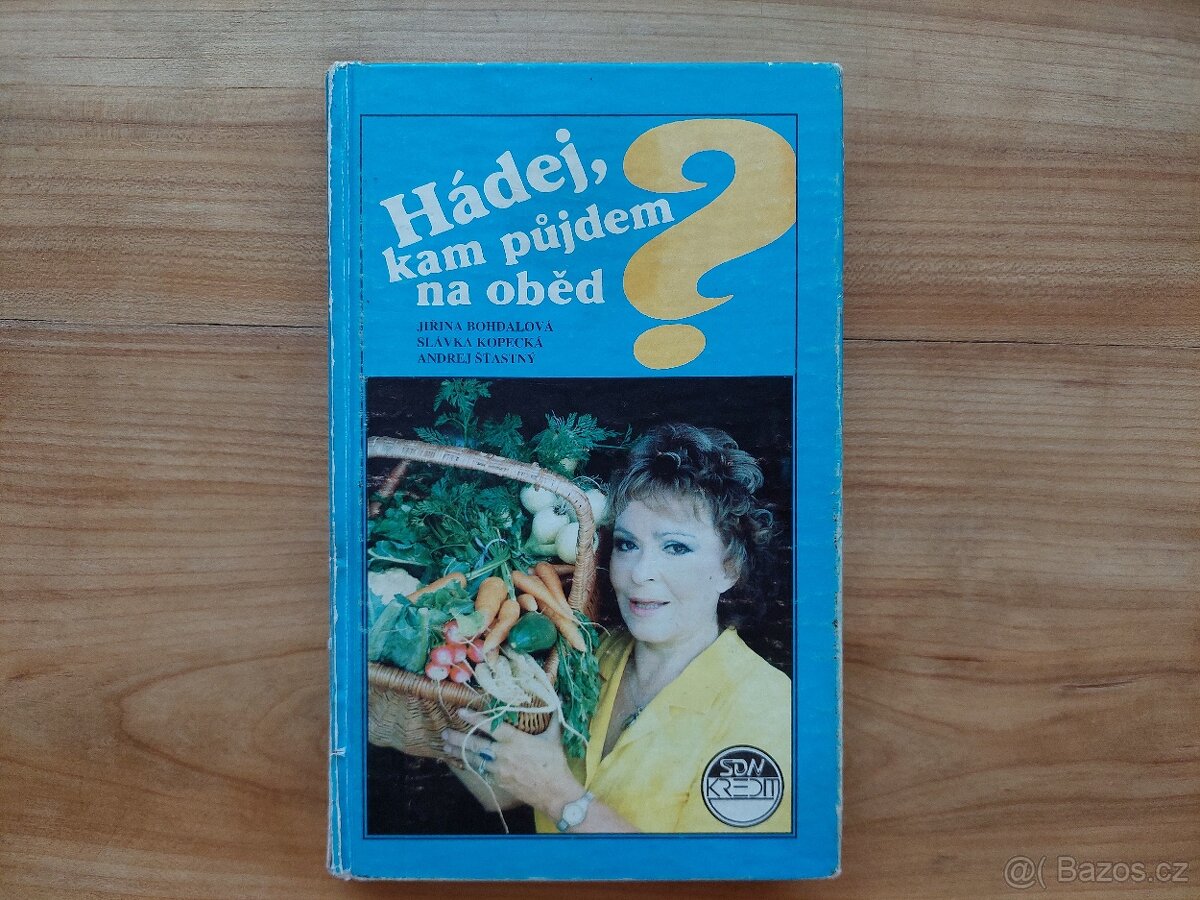 Hádej,
kam půjdem
na oběd
?
JIŘINA BOHDALOVÁ
SLÁVKA KOPECKÁ
ANDREJ ŠŤASTNÝ
SDN
KREDIT
@( Bazos.cz